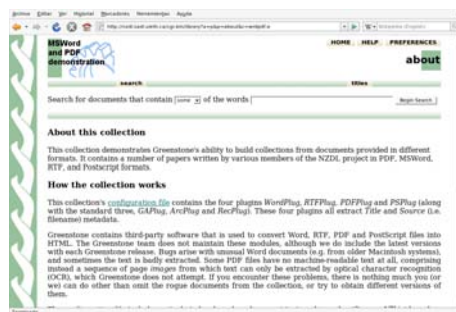 Archivo Editar Ver Historial Marcadores Herramientas Ayuda
MSWord
and PDF
demonstration
HOME HELP PREFERENCES
about
search titles
Search for documents that contain some of the words
Begin Search
About this collection
This collection demonstrates Greenstone's ability to build collections from documents provided in different
formats. It contains a number of papers written by various members of the NZDL project in PDF, MSWord,
RTF, and Postscript formats.
How the collection works
This collection's configuration file contains the four plugins WordPlug, RTFPlug, PDFPlug and PSPlug (along
with the standard three, GAPlug, ArcPlug and RecPlug). These four plugins all extract Title and Source (i.e.
filename) metadata.
Greenstone contains third-party software that is used to convert Word, RTF, PDF and PostScript files into
HTML. The Greenstone team does not maintain these modules, although we do include the latest versions
with each Greenstone release. Bugs arise with unusual Word documents (e.g. from older Macintosh systems),
and sometimes the text is badly extracted. Some PDF files have no machine-readable text at all, comprising
instead a sequence of page images from which text can only be extracted by optical character recognition
(OCR), which Greenstone does not attempt. If you encounter these problems, there is nothing much you (or
we) can do other than omit the rogue documents from the collection, or try to obtain different versions of
them.